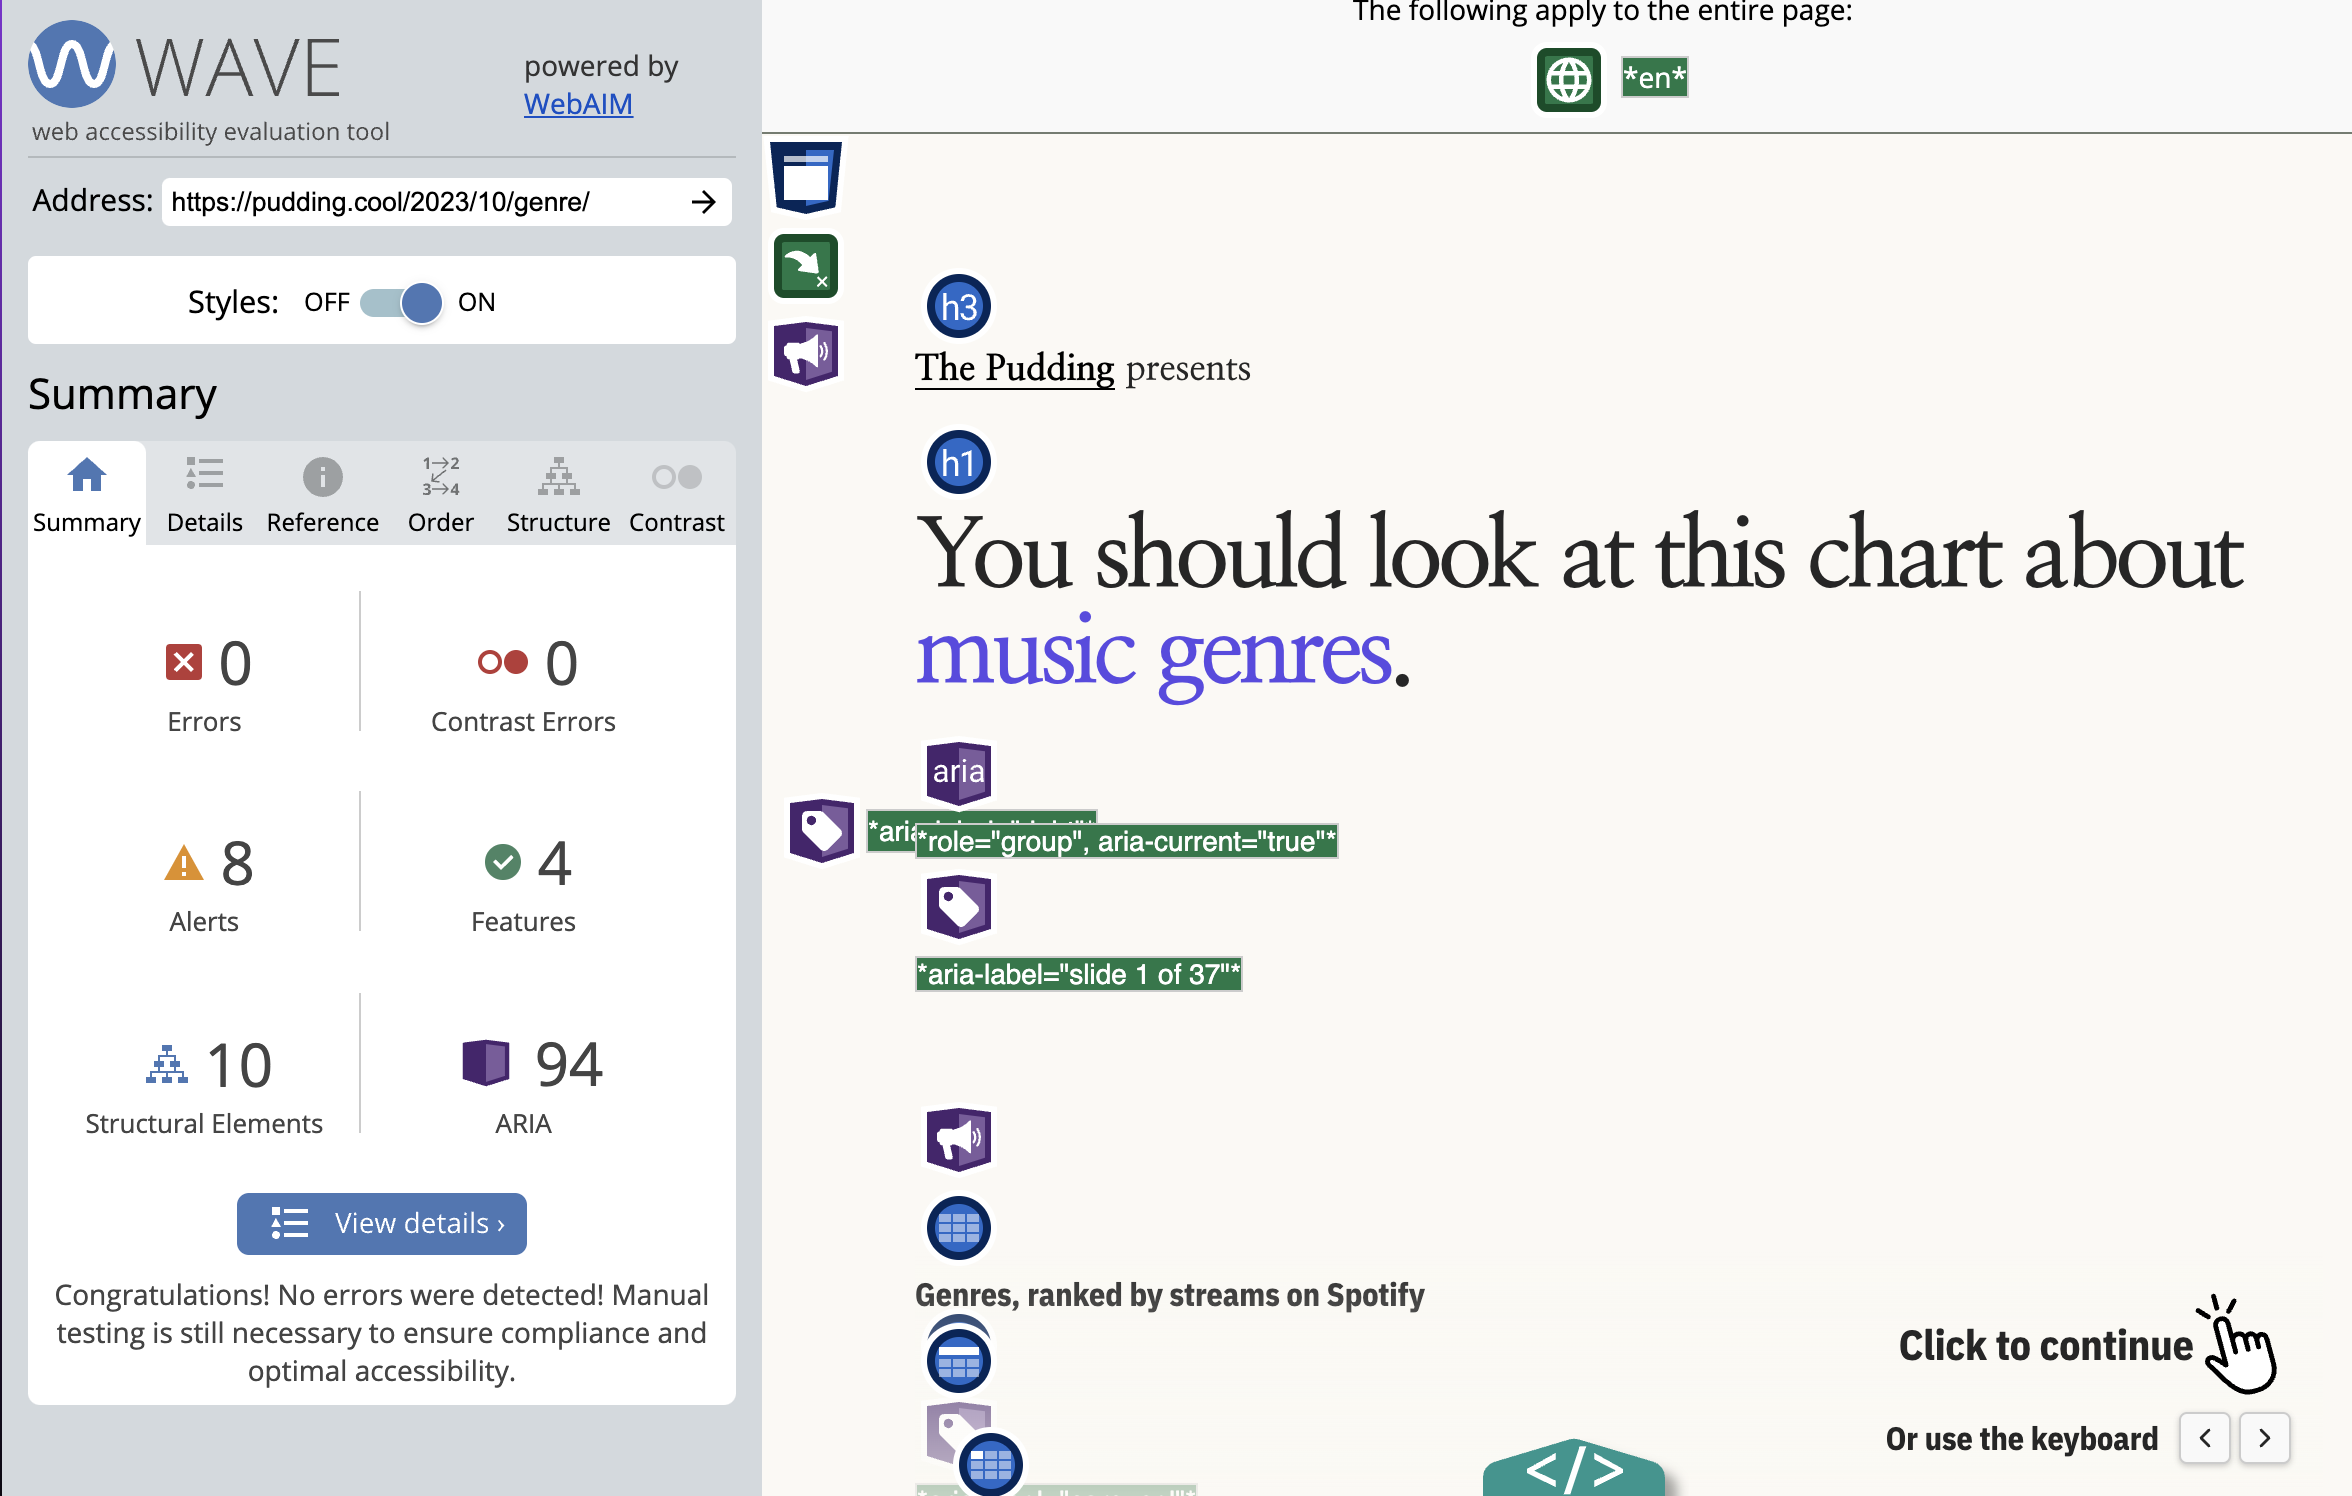 WAVE
powered by
WebAIM
web accessibility evaluation tool
Address: https://pudding.cool/2023/10/genre/
Styles: OFF ON
Summary
Summary Details Reference Order Structure Contrast
0 Errors
0 Contrast Errors
8 Alerts
4 Features
10 Structural Elements
94 ARIA
View details ›
Congratulations! No errors were detected! Manual
testing is still necessary to ensure compliance and
optimal accessibility.
The following apply to the entire page:
*en*
h3
The Pudding presents
h1
You should look at this chart about
music genres.
aria
*role="group", aria-current="true"*
*aria-label="slide 1 of 37"*
Genres, ranked by streams on Spotify
Click to continue
Or use the keyboard < >
</>